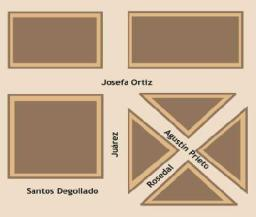 Josefa Ortiz
Juárez
Agustín Prieto
Rosedal
Santos Degollado